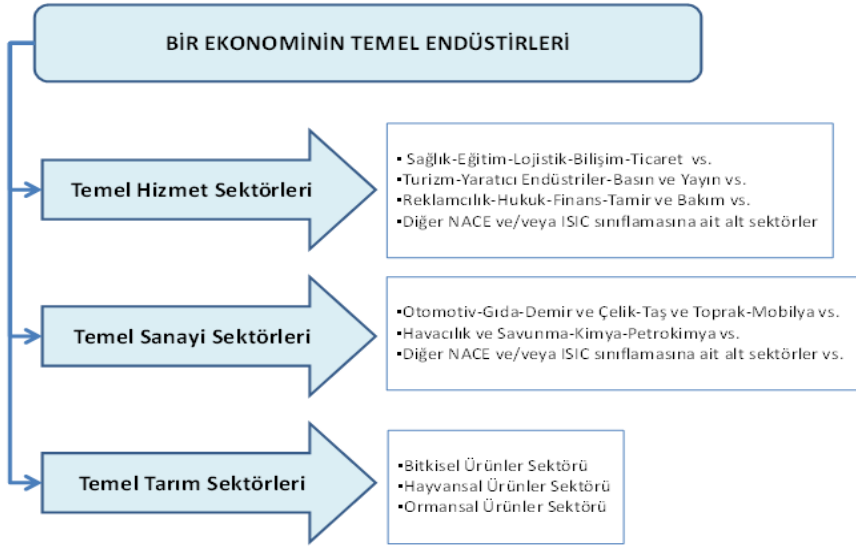 BİR EKONOMİNİN TEMEL ENDÜSTİRLERİ
Temel Hizmet Sektörleri
▪ Sağlık-Eğitim-Lojistik-Bilişim-Ticaret vs.
▪Turizm-Yaratıcı Endüstriler-Basın ve Yayın vs.
▪Reklamcılık-Hukuk-Finans-Tamir ve Bakım vs.
▪Diğer NACE ve/veya ISIC sınıflamasına ait alt sektörler
Temel Sanayi Sektörleri
▪Otomotiv-Gıda-Demir ve Çelik-Taş ve Toprak-Mobilya vs.
▪Havacılık ve Savunma-Kimya-Petrokimya vs.
▪Diğer NACE ve/veya ISIC sınıflamasına ait alt sektörler vs.
Temel Tarım Sektörleri
▪Bitkisel Ürünler Sektörü
▪Hayvansal Ürünler Sektörü
▪Ormansal Ürünler Sektörü